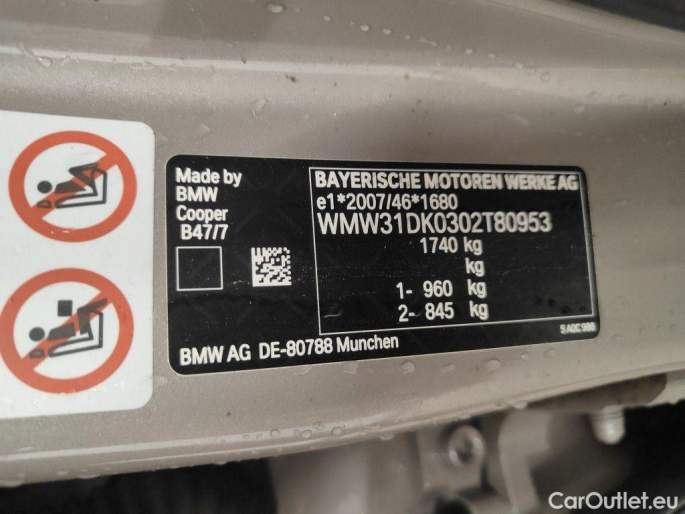 Made by
BMW
Cooper
B47/7
BAYERISCHE MOTOREN WERKE AG
e1*2007/46*1680
WMW31DK0302T80953
1740 kg
kg
1- 960 kg
2- 845 kg
BMW AG DE-80788 Munchen
CarOutlet.eu